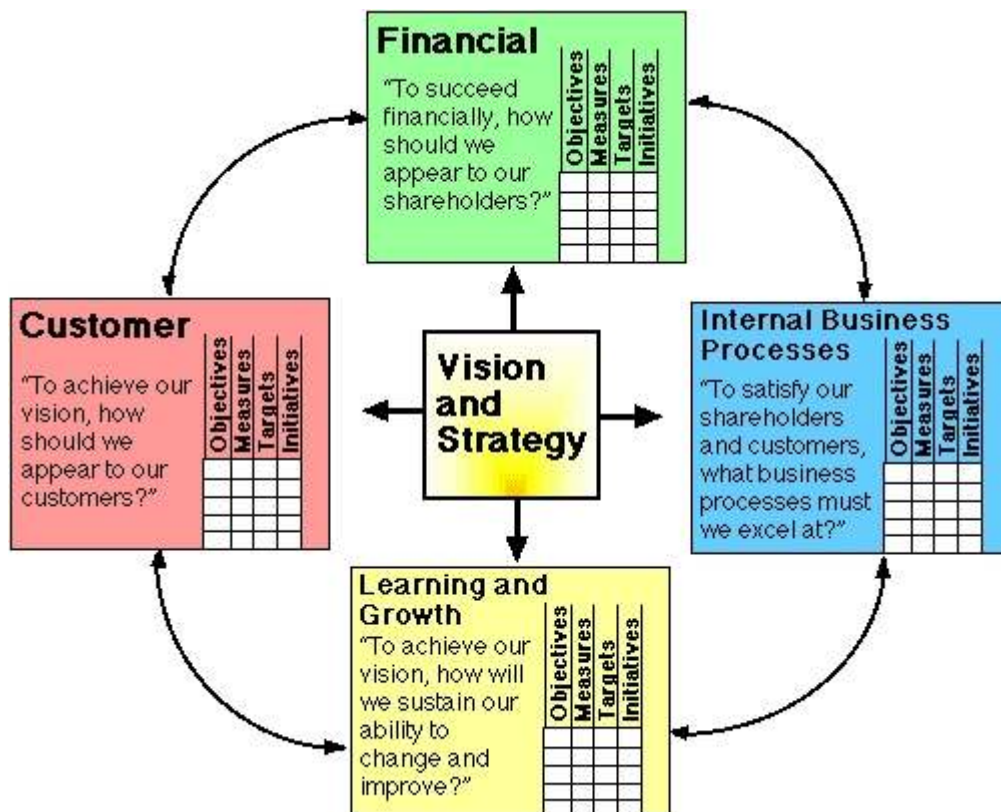 Financial
“To succeed
financially, how
should we
appear to our
shareholders?”
Objectives
Measures
Targets
Initiatives
Customer
“To achieve our
vision, how
should we
appear to our
customers?”
Objectives
Measures
Targets
Initiatives
Vision
and
Strategy
Internal Business
Processes
“To satisfy our
shareholders
and customers,
what business
processes must
we excel at?”
Objectives
Measures
Targets
Initiatives
Learning and
Growth
“To achieve our
vision, how will
we sustain our
ability to
change and
improve?”
Objectives
Measures
Targets
Initiatives